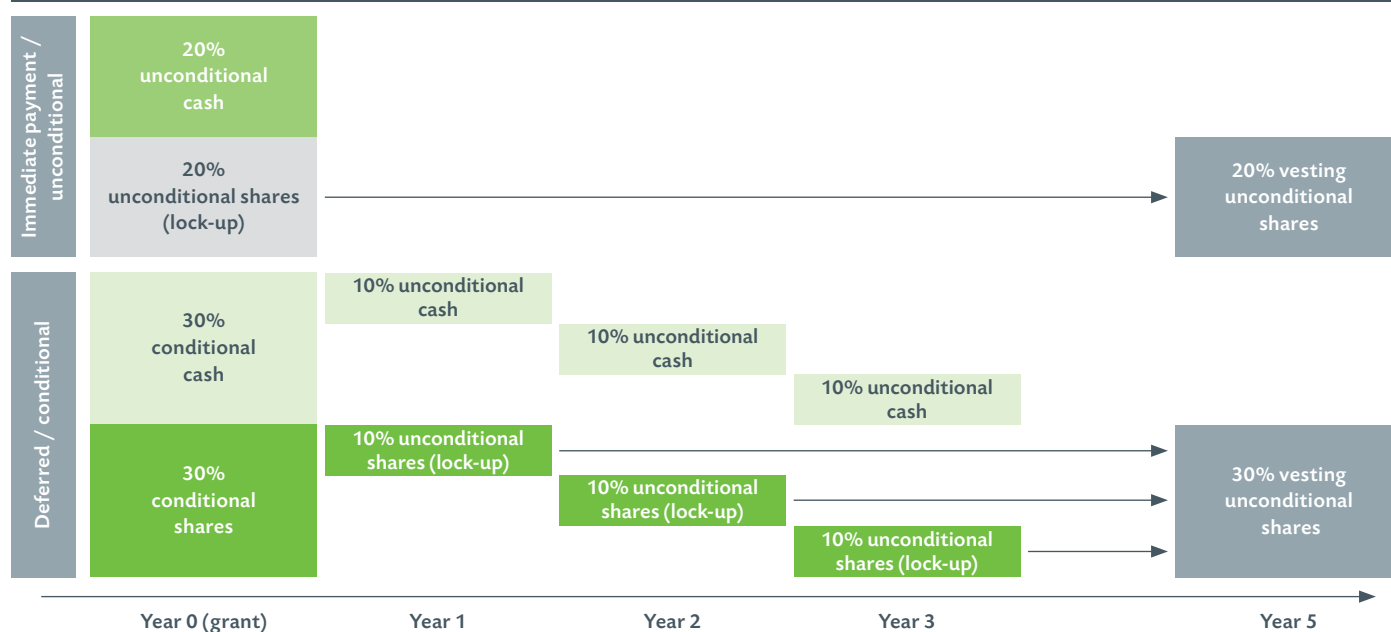 Immediate payment /
unconditional
20%
unconditional
cash
20%
unconditional shares
(lock-up)
20% vesting
unconditional
shares
Deferred / conditional
30%
conditional
cash
10% unconditional
cash
10% unconditional
cash
10% unconditional
cash
30%
conditional
shares
10% unconditional
shares (lock-up)
10% unconditional
shares (lock-up)
10% unconditional
shares (lock-up)
30% vesting
unconditional
shares
Year 0 (grant)
Year 1
Year 2
Year 3
Year 5